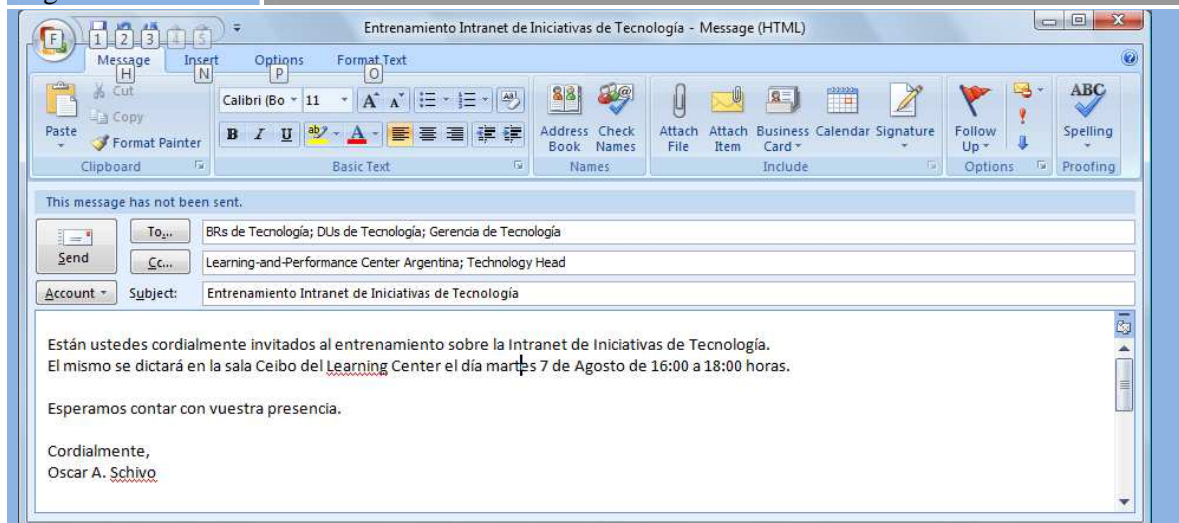 Entrenamiento Intranet de Iniciativas de Tecnología - Message (HTML)
F 1 2 3 4 5
Message Insert Options Format Text
H N P O
Cut
Copy
Paste
Format Painter
Clipboard
Calibri (Bo 11
B I U
Basic Text
Address Book
Check Names
Names
Attach File
Attach Item
Business Card
Calendar
Signature
Include
Follow Up
Options
ABC
Spelling
Proofing
This message has not been sent.
Send
To... BRs de Tecnología; DUs de Tecnología; Gerencia de Tecnología
Cc... Learning-and-Performance Center Argentina; Technology Head
Account Subject: Entrenamiento Intranet de Iniciativas de Tecnología
Están ustedes cordialmente invitados al entrenamiento sobre la Intranet de Iniciativas de Tecnología.
El mismo se dictará en la sala Ceibo del Learning Center el día martes 7 de Agosto de 16:00 a 18:00 horas.
Esperamos contar con vuestra presencia.
Cordialmente,
Oscar A. Schivo